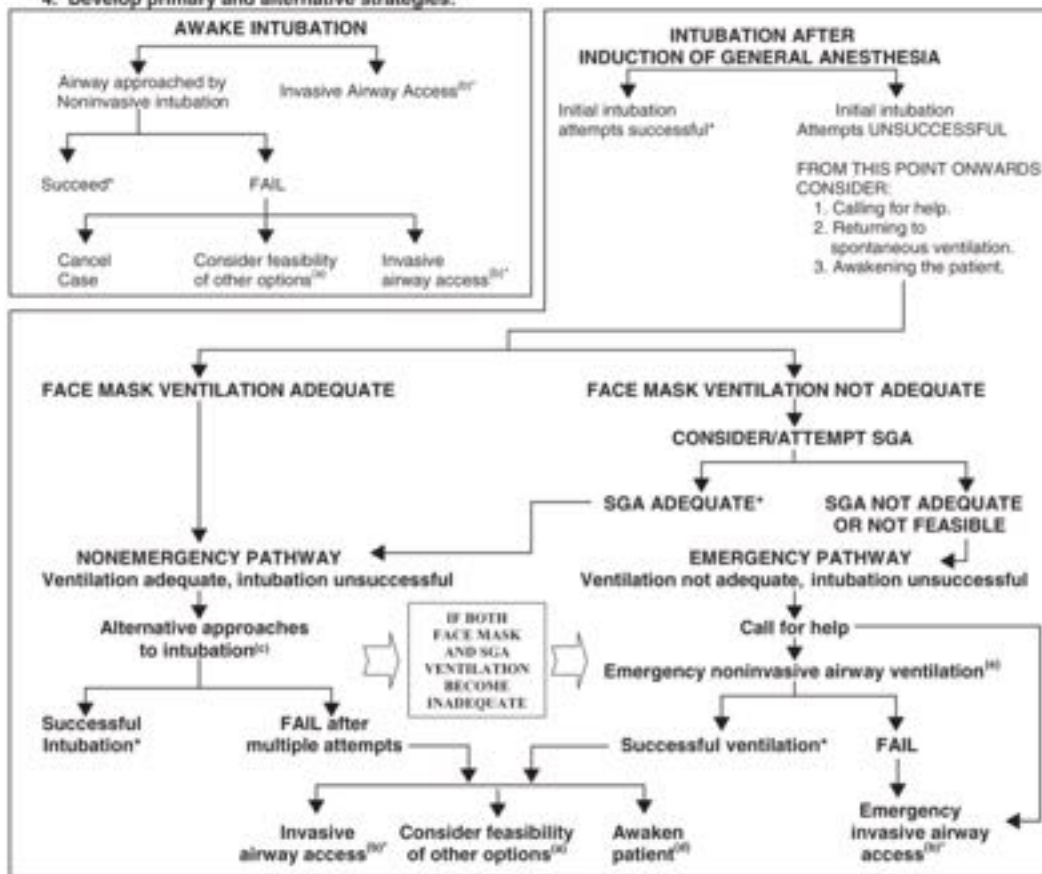 4. Develop primary and alternative strategies:
AWAKE INTUBATION
Airway approached by
Noninvasive intubation
Invasive Airway Access(b)*
Succeed*
FAIL
Cancel
Case
Consider feasibility
of other options(a)
Invasive
airway access(b)*
INTUBATION AFTER
INDUCTION OF GENERAL ANESTHESIA
Initial intubation
attempts successful*
Initial intubation
Attempts UNSUCCESSFUL
FROM THIS POINT ONWARDS
CONSIDER:
1. Calling for help.
2. Returning to
spontaneous ventilation.
3. Awakening the patient.
FACE MASK VENTILATION ADEQUATE
FACE MASK VENTILATION NOT ADEQUATE
CONSIDER/ATTEMPT SGA
SGA ADEQUATE*
SGA NOT ADEQUATE
OR NOT FEASIBLE
NONEMERGENCY PATHWAY
Ventilation adequate, intubation unsuccessful
EMERGENCY PATHWAY
Ventilation not adequate, intubation unsuccessful
Alternative approaches
to intubation(c)
IF BOTH
FACE MASK
AND SGA
VENTILATION
BECOME
INADEQUATE
Call for help
Emergency noninvasive airway ventilation(e)
Successful
Intubation*
FAIL after
multiple attempts
Successful ventilation*
FAIL
Invasive
airway access(b)*
Consider feasibility
of other options(a)
Awaken
patient(d)
Emergency
invasive airway
access(b)*